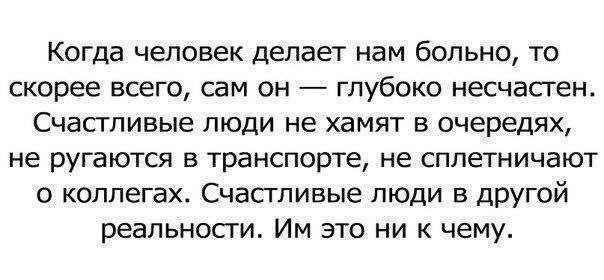 Когда человек делает нам больно, то
скорее всего, сам он — глубоко несчастен.
Счастливые люди не хамят в очередях,
не ругаются в транспорте, не сплетничают
о коллегах. Счастливые люди в другой
реальности. Им это ни к чему.